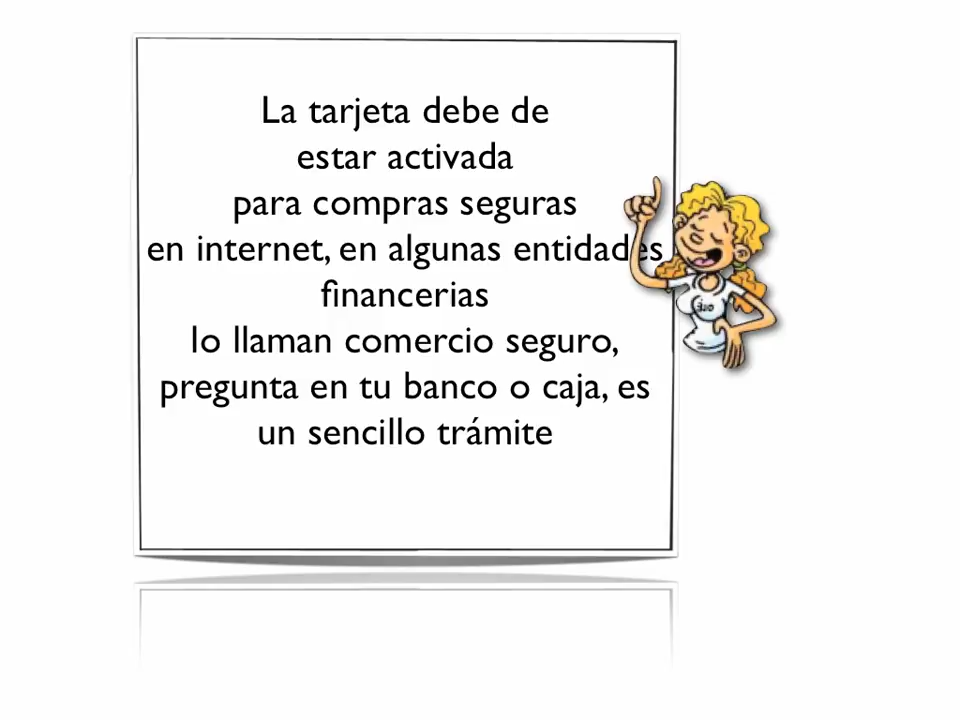 La tarjeta debe de
estar activada
para compras seguras
en internet, en algunas entidades
financerias
lo llaman comercio seguro,
pregunta en tu banco o caja, es
un sencillo trámite